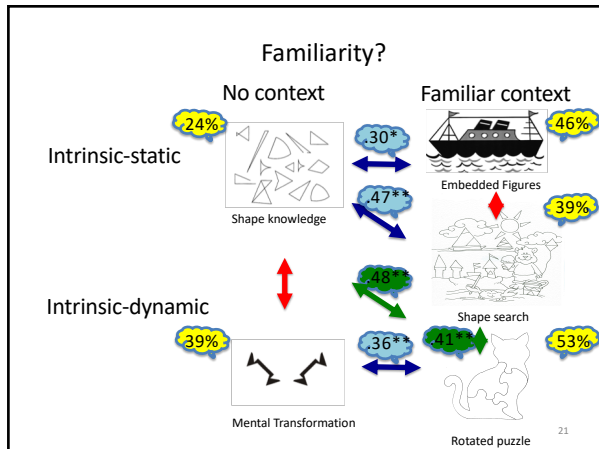 Familiarity?
No context
Familiar context
24%
.30*
46%
Intrinsic-static
Embedded Figures
.47**
39%
Shape knowledge
.48**
Intrinsic-dynamic
Shape search
39%
.36**
.41**
53%
Mental Transformation
Rotated puzzle
21